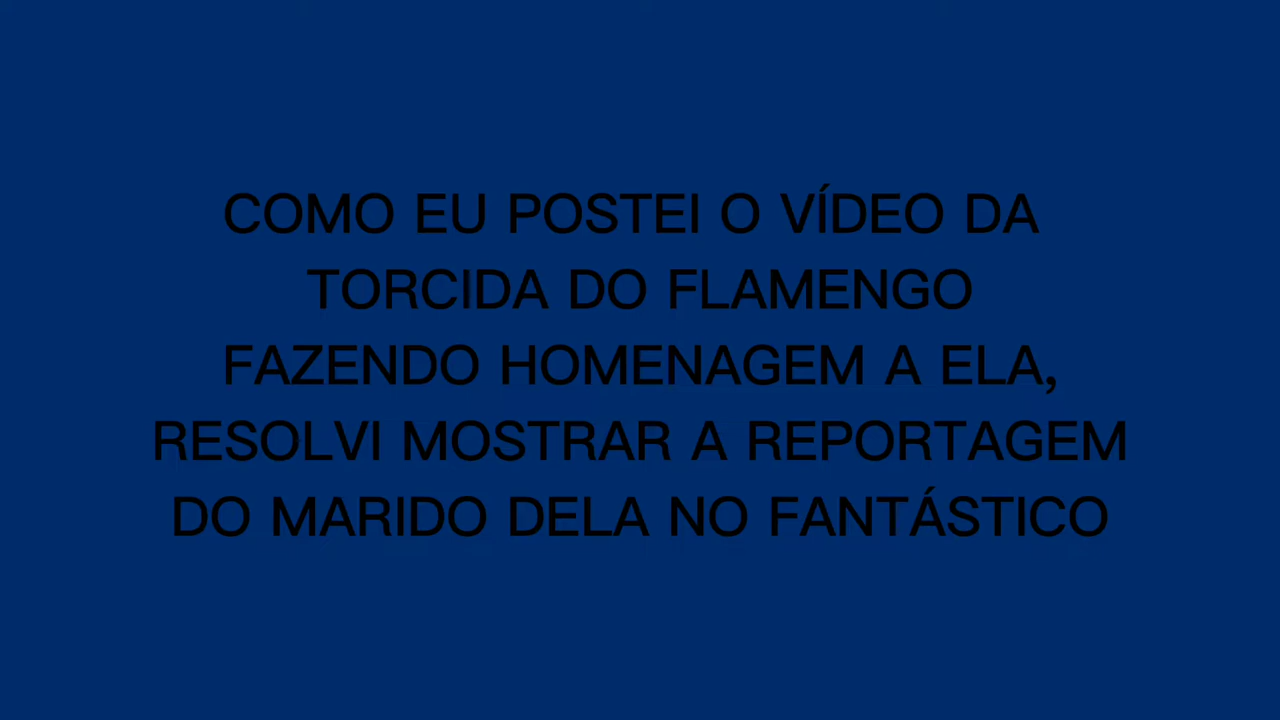 COMO EU POSTEI O VÍDEO DA
TORCIDA DO FLAMENGO
FAZENDO HOMENAGEM A ELA,
RESOLVI MOSTRAR A REPORTAGEM
DO MARIDO DELA NO FANTÁSTICO